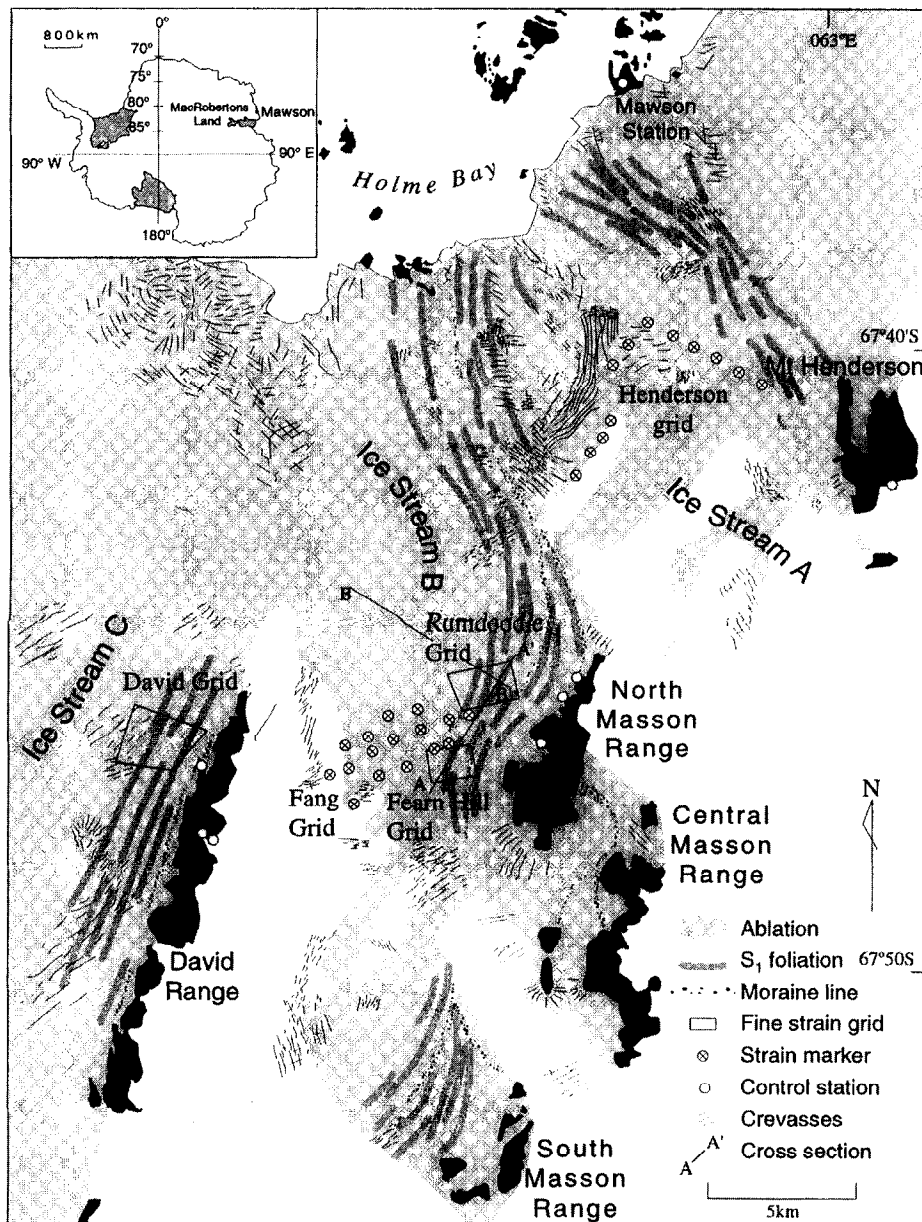 800km
0°
70°
75°
80°
85°
MacRobertons
Land
Mawson
90° W
90° E
180°
063°E
Mawson
Station
Holme Bay
67°40'S
Mt Henderson
Henderson
grid
Ice Stream A
Ice Stream B
B
Rumdoodle
Grid
A'
Ice Stream C
David Grid
North
Masson
Range
Fang
Grid
A
Fearn Hill
Grid
Central
Masson
Range
N
David
Range
South
Masson
Range
Ablation
S1 foliation
67°50S
Moraine line
Fine strain grid
Strain marker
Control station
Crevasses
A A'
Cross section
5km